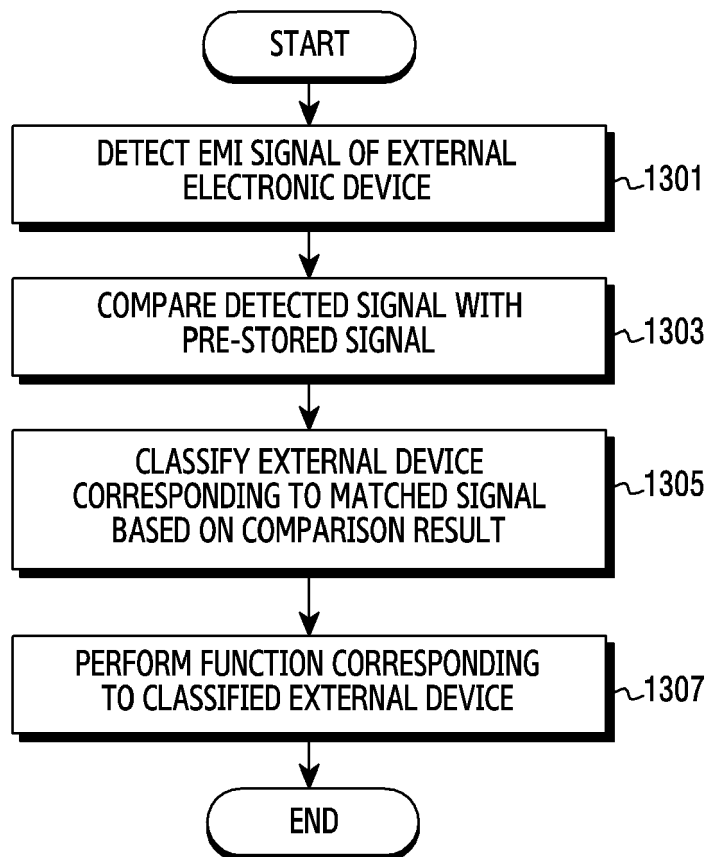 START
DETECT EMI SIGNAL OF EXTERNAL
ELECTRONIC DEVICE
1301
COMPARE DETECTED SIGNAL WITH
PRE-STORED SIGNAL
1303
CLASSIFY EXTERNAL DEVICE
CORRESPONDING TO MATCHED SIGNAL
BASED ON COMPARISON RESULT
1305
PERFORM FUNCTION CORRESPONDING
TO CLASSIFIED EXTERNAL DEVICE
1307
END